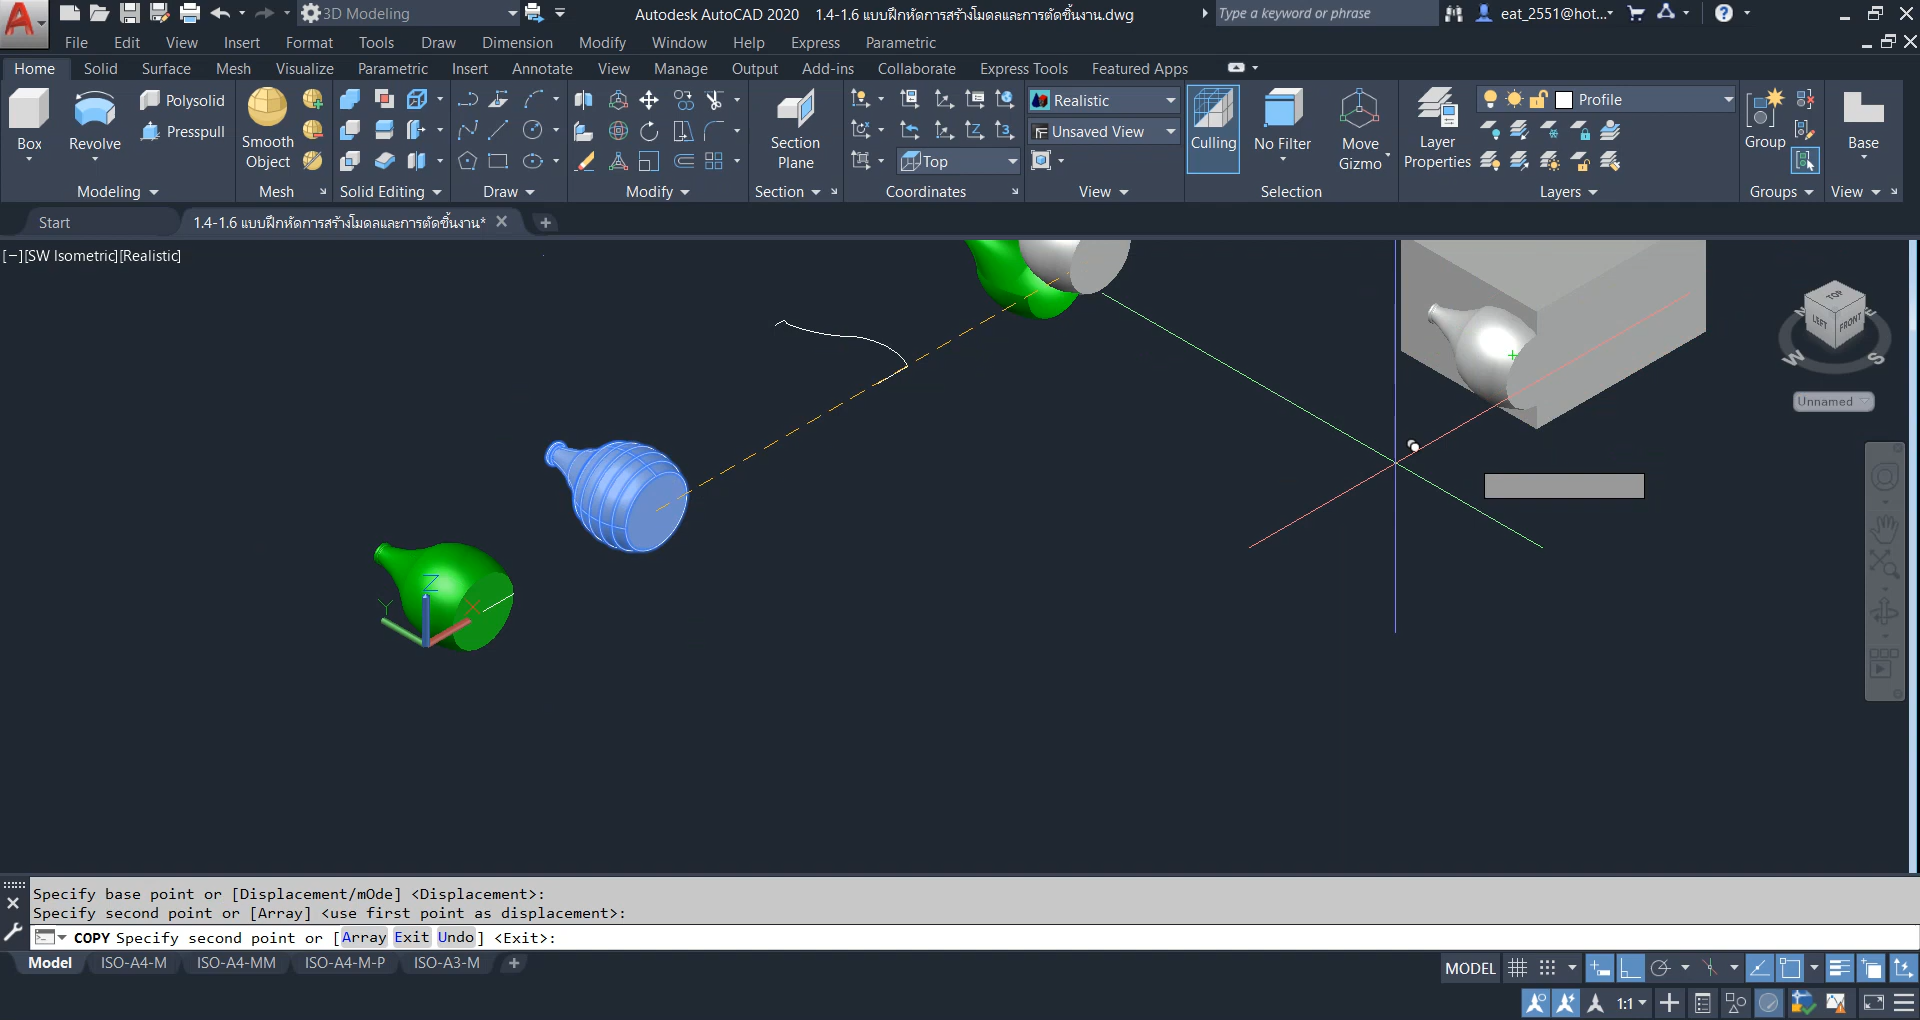 3D Modeling
Autodesk AutoCAD 2020 1.4-1.6 แบบฝึกหัดการสร้างโมดลและการตัดชิ้นงาน.dwg
Type a keyword or phrase
eat_2551@hot...
File Edit View Insert Format Tools Draw Dimension Modify Window Help Express Parametric
Home Solid Surface Mesh Visualize Parametric Insert Annotate View Manage Output Add-ins Collaborate Express Tools Featured Apps
Box
Revolve
Polysolid
Presspull
Modeling
Smooth
Object
Mesh
Solid Editing
Draw
Modify
Section
Plane
Section
Top
Coordinates
Realistic
Unsaved View
View
Culling
No Filter
Move
Gizmo
Selection
Layer
Properties
Profile
Layers
Group
Groups
Base
View
Start
1.4-1.6 แบบฝึกหัดการสร้างโมดลและการตัดชิ้นงาน*
[−][SW Isometric][Realistic]
TOP
LEFT FRONT
W S
Unnamed
Z
Y X
Specify base point or [Displacement/mOde] <Displacement>:
Specify second point or [Array] <use first point as displacement>:
COPY Specify second point or [Array Exit Undo] <Exit>:
Model ISO-A4-M ISO-A4-MM ISO-A4-M-P ISO-A3-M
MODEL
1:1